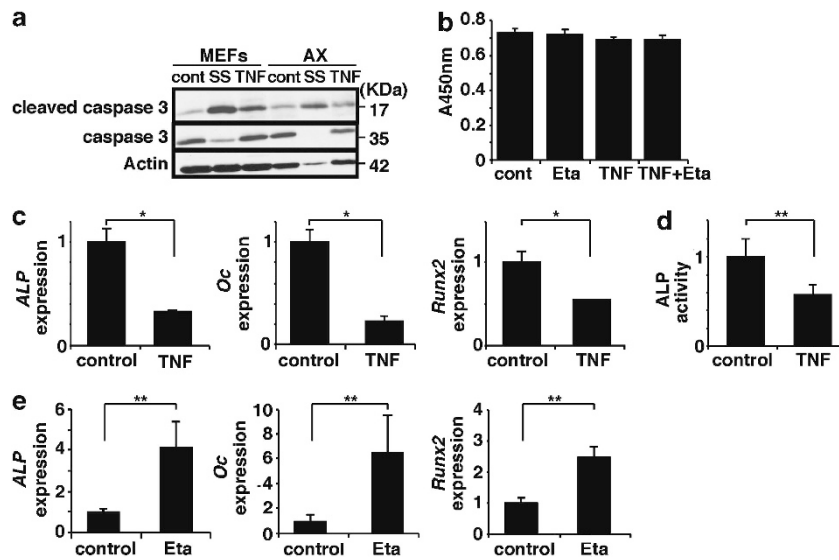 a
MEFs AX
cont SS TNF cont SS TNF
(KDa)
cleaved caspase 3 17
caspase 3 35
Actin 42
b
A450nm
0.8
0.6
0.4
0.2
0
cont Eta TNF TNF+Eta
c
ALP expression
1
0
*
control TNF
Oc expression
1
0
*
control TNF
Runx2 expression
1
0
*
control TNF
d
ALP activity
1
0
**
control TNF
e
ALP expression
6
4
2
0
**
control Eta
Oc expression
10
6
-4
2
0
**
control Eta
Runx2 expression
4
3
2
1
0
**
control Eta